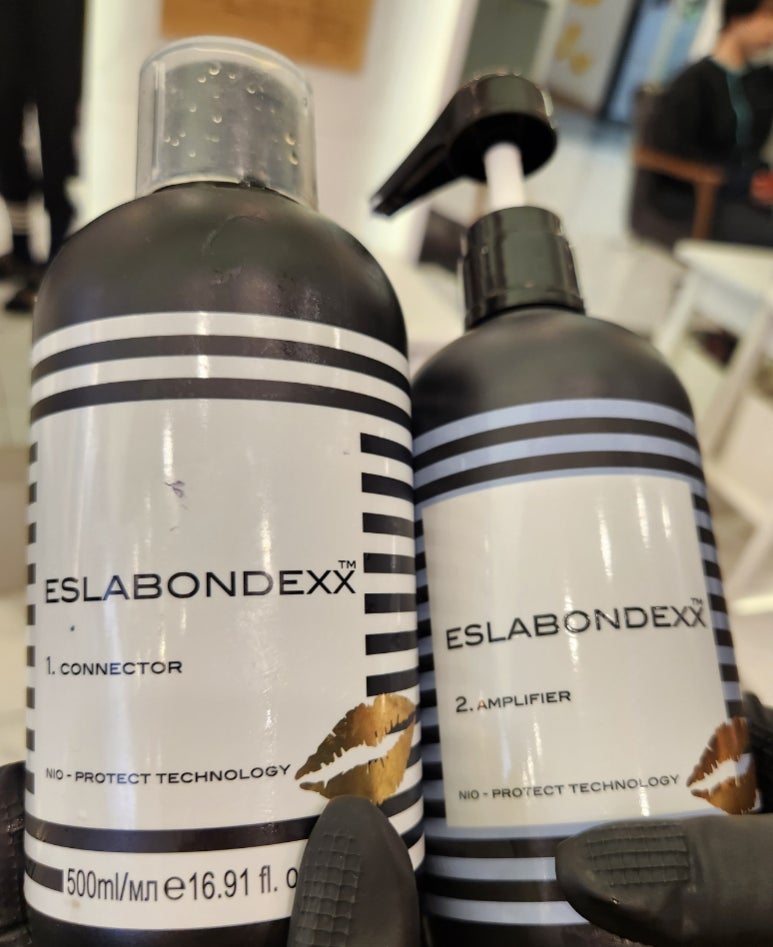 ESLABONDEXX™
1. CONNECTOR
NIO - PROTECT TECHNOLOGY
500ml/мл e 16.91 fl. o
ESLABONDEXX™
2. AMPLIFIER
NIO - PROTECT TECHNOLOGY